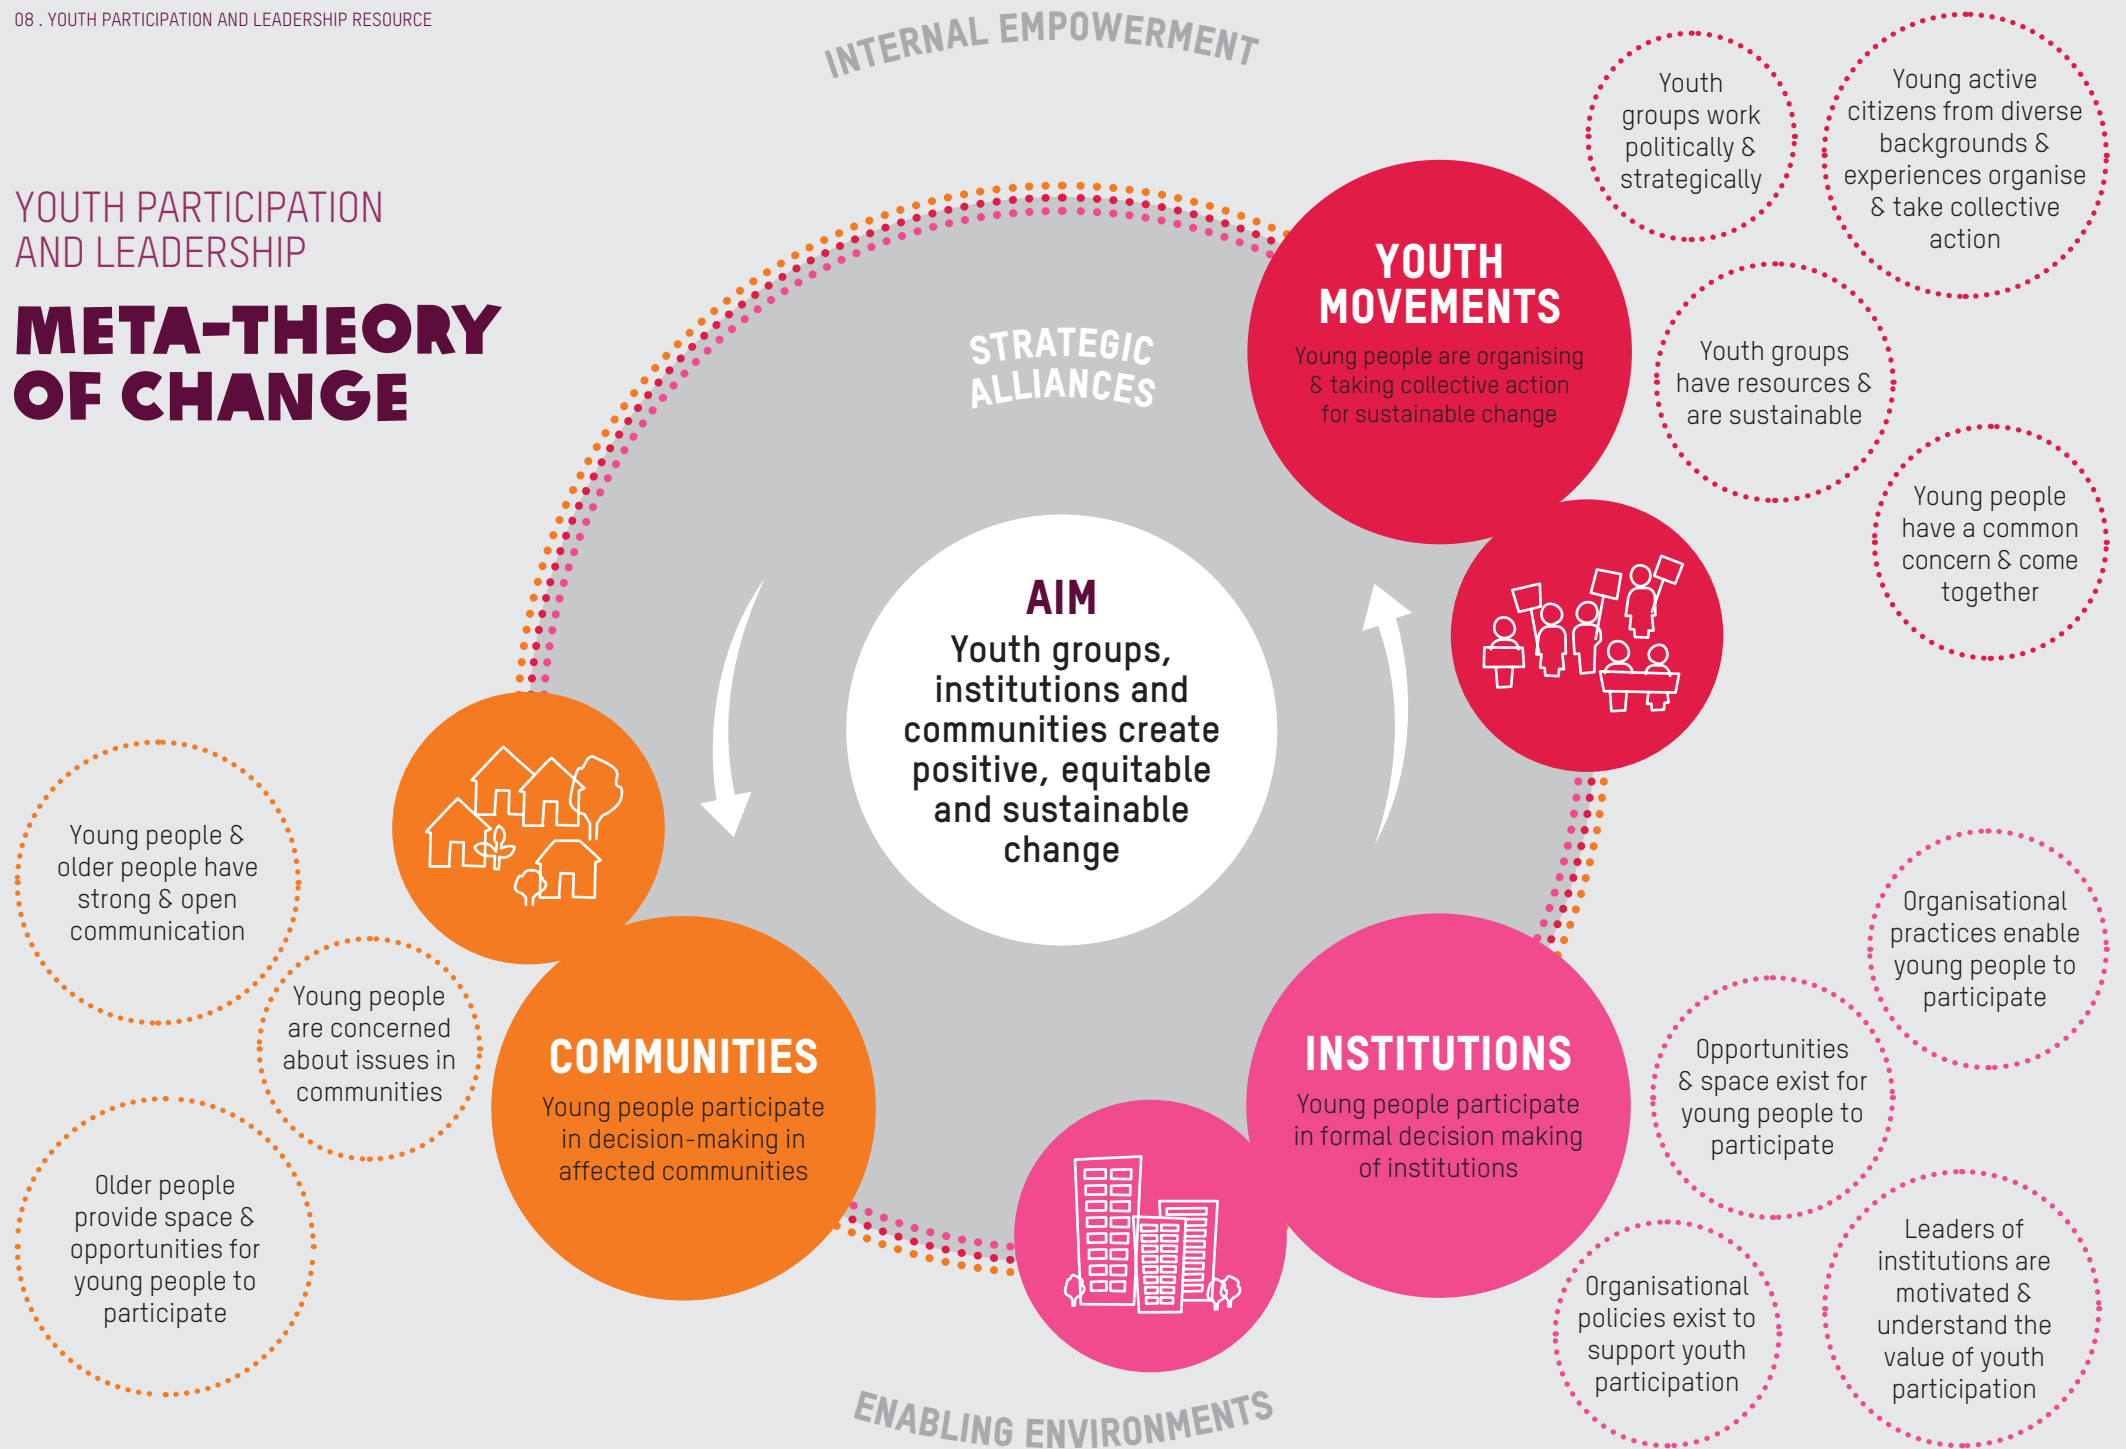 08 . YOUTH PARTICIPATION AND LEADERSHIP RESOURCE
INTERNAL EMPOWERMENT
YOUTH PARTICIPATION
AND LEADERSHIP
META-THEORY
OF CHANGE
STRATEGIC
ALLIANCES
YOUTH
MOVEMENTS
Young people are organising
& taking collective action
for sustainable change
Youth
groups work
politically &
strategically
Young active
citizens from diverse
backgrounds &
experiences organise
& take collective
action
Youth groups
have resources &
are sustainable
Young people
have a common
concern & come
together
AIM
Youth groups,
institutions and
communities create
positive, equitable
and sustainable
change
Young people &
older people have
strong & open
communication
Young people
are concerned
about issues in
communities
Older people
provide space &
opportunities for
young people to
participate
COMMUNITIES
Young people participate
in decision-making in
affected communities
INSTITUTIONS
Young people participate
in formal decision making
of institutions
Organisational
practices enable
young people to
participate
Opportunities
& space exist for
young people to
participate
Organisational
policies exist to
support youth
participation
Leaders of
institutions are
motivated &
understand the
value of youth
participation
ENABLING ENVIRONMENTS